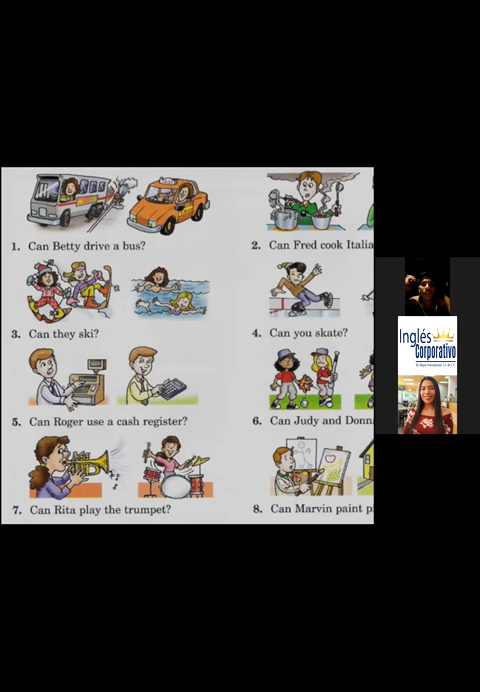 1. Can Betty drive a bus?
2. Can Fred cook Italia
3. Can they ski?
4. Can you skate?
5. Can Roger use a cash register?
6. Can Judy and Donn
7. Can Rita play the trumpet?
8. Can Marvin paint p
Inglés
Corporativo